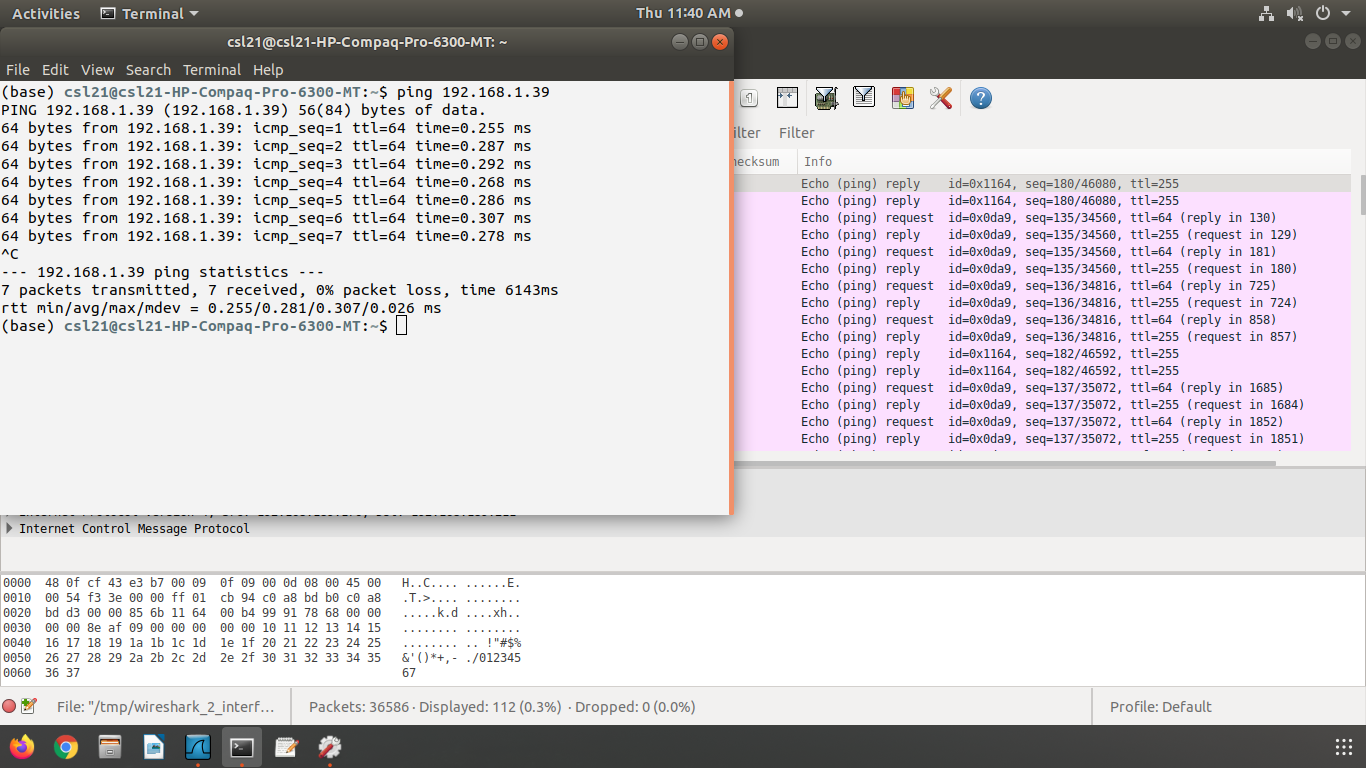 Activities Terminal Thu 11:40 AM
csl21@csl21-HP-Compaq-Pro-6300-MT: ~
File Edit View Search Terminal Help
(base) csl21@csl21-HP-Compaq-Pro-6300-MT:~$ ping 192.168.1.39
PING 192.168.1.39 (192.168.1.39) 56(84) bytes of data.
64 bytes from 192.168.1.39: icmp_seq=1 ttl=64 time=0.255 ms
64 bytes from 192.168.1.39: icmp_seq=2 ttl=64 time=0.287 ms
64 bytes from 192.168.1.39: icmp_seq=3 ttl=64 time=0.292 ms
64 bytes from 192.168.1.39: icmp_seq=4 ttl=64 time=0.268 ms
64 bytes from 192.168.1.39: icmp_seq=5 ttl=64 time=0.286 ms
64 bytes from 192.168.1.39: icmp_seq=6 ttl=64 time=0.307 ms
64 bytes from 192.168.1.39: icmp_seq=7 ttl=64 time=0.278 ms
^C
--- 192.168.1.39 ping statistics ---
7 packets transmitted, 7 received, 0% packet loss, time 6143ms
rtt min/avg/max/mdev = 0.255/0.281/0.307/0.026 ms
(base) csl21@csl21-HP-Compaq-Pro-6300-MT:~$
1
ilter Filter
hecksum Info
Echo (ping) reply id=0x1164, seq=180/46080, ttl=255
Echo (ping) reply id=0x1164, seq=180/46080, ttl=255
Echo (ping) request id=0x0da9, seq=135/34560, ttl=64 (reply in 130)
Echo (ping) reply id=0x0da9, seq=135/34560, ttl=255 (request in 129)
Echo (ping) request id=0x0da9, seq=135/34560, ttl=64 (reply in 181)
Echo (ping) reply id=0x0da9, seq=135/34560, ttl=255 (request in 180)
Echo (ping) request id=0x0da9, seq=136/34816, ttl=64 (reply in 725)
Echo (ping) reply id=0x0da9, seq=136/34816, ttl=255 (request in 724)
Echo (ping) request id=0x0da9, seq=136/34816, ttl=64 (reply in 858)
Echo (ping) reply id=0x0da9, seq=136/34816, ttl=255 (request in 857)
Echo (ping) reply id=0x1164, seq=182/46592, ttl=255
Echo (ping) reply id=0x1164, seq=182/46592, ttl=255
Echo (ping) request id=0x0da9, seq=137/35072, ttl=64 (reply in 1685)
Echo (ping) reply id=0x0da9, seq=137/35072, ttl=255 (request in 1684)
Echo (ping) request id=0x0da9, seq=137/35072, ttl=64 (reply in 1852)
Echo (ping) reply id=0x0da9, seq=137/35072, ttl=255 (request in 1851)
Internet Control Message Protocol
0000 48 0f cf 43 e3 b7 00 09 0f 09 00 0d 08 00 45 00 H..C.... ......E.
0010 00 54 f3 3e 00 00 ff 01 cb 94 c0 a8 bd b0 c0 a8 .T.>.... ........
0020 bd d3 00 00 85 6b 11 64 00 b4 99 91 78 68 00 00 .....k.d ....xh..
0030 00 00 8e af 09 00 00 00 00 00 10 11 12 13 14 15 ........ ........
0040 16 17 18 19 1a 1b 1c 1d 1e 1f 20 21 22 23 24 25 ........ .. !"#$%
0050 26 27 28 29 2a 2b 2c 2d 2e 2f 30 31 32 33 34 35 &'()*+,- ./012345
0060 36 37 67
File: "/tmp/wireshark_2_interf… Packets: 36586 · Displayed: 112 (0.3%) · Dropped: 0 (0.0%) Profile: Default